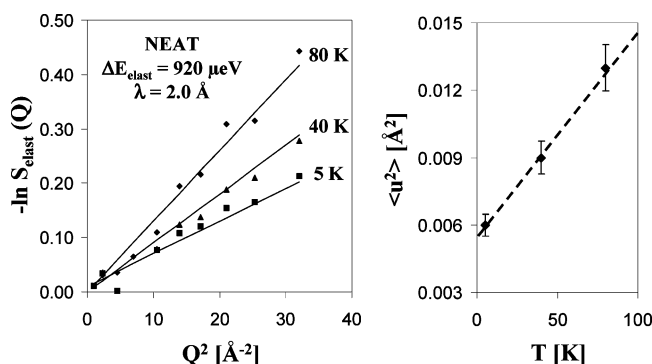 NEAT
ΔE_elast = 920 µeV
λ = 2.0 Å
80 K
40 K
5 K
-ln S_elast (Q)
0.50
0.40
0.30
0.20
0.10
0.00
0
10
20
30
40
Q² [Å⁻²]
<u²> [Å²]
0.015
0.012
0.009
0.006
0.003
0
50
100
T [K]